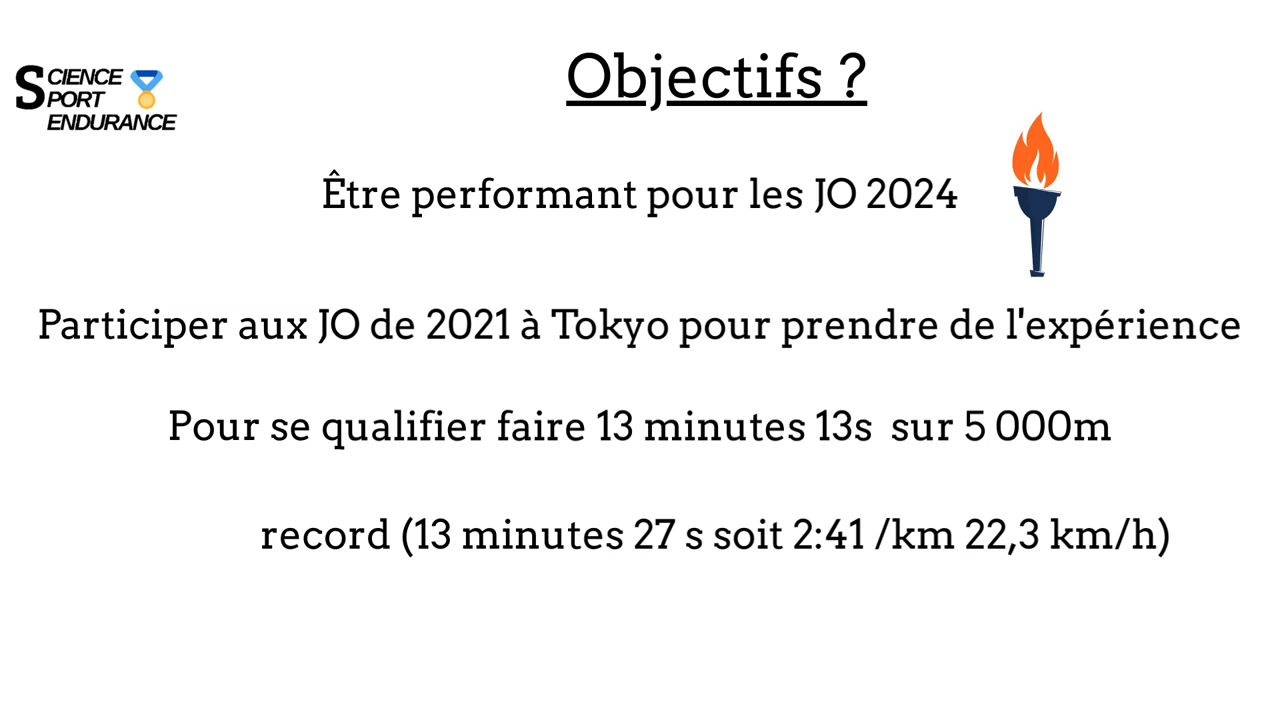 SCIENCE
SPORT
ENDURANCE
Objectifs ?
Être performant pour les JO 2024
Participer aux JO de 2021 à Tokyo pour prendre de l'expérience
Pour se qualifier faire 13 minutes 13s sur 5 000m
record (13 minutes 27 s soit 2:41 /km 22,3 km/h)